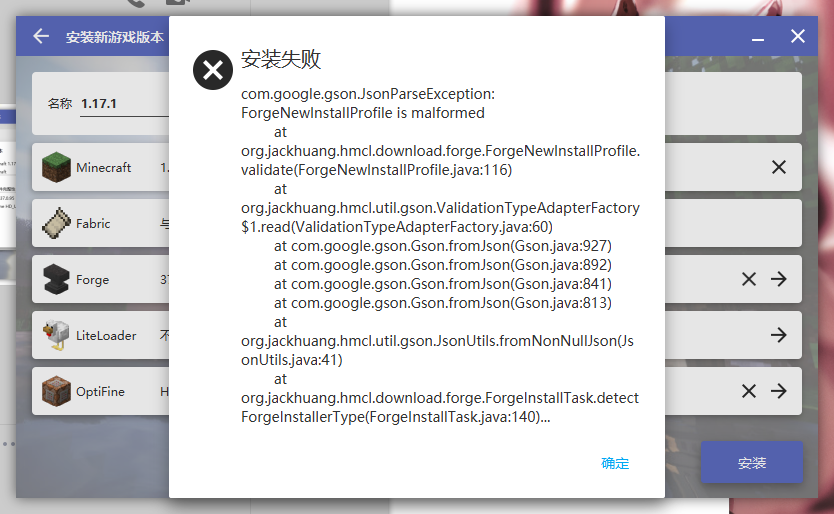 安装新游戏版本
安装失败
com.google.gson.JsonParseException:
ForgeNewInstallProfile is malformed
at
org.jackhuang.hmcl.download.forge.ForgeNewInstallProfile.
validate(ForgeNewInstallProfile.java:116)
at
org.jackhuang.hmcl.util.gson.ValidationTypeAdapterFactory
$1.read(ValidationTypeAdapterFactory.java:60)
at com.google.gson.Gson.fromJson(Gson.java:927)
at com.google.gson.Gson.fromJson(Gson.java:892)
at com.google.gson.Gson.fromJson(Gson.java:841)
at com.google.gson.Gson.fromJson(Gson.java:813)
at
org.jackhuang.hmcl.util.gson.JsonUtils.fromNonNullJson(Js
onUtils.java:41)
at
org.jackhuang.hmcl.download.forge.ForgeInstallTask.detect
ForgeInstallerType(ForgeInstallTask.java:140)...
确定
名称 1.17.1
Minecraft 1.
Fabric 与
Forge 37
LiteLoader 不
OptiFine H
安装